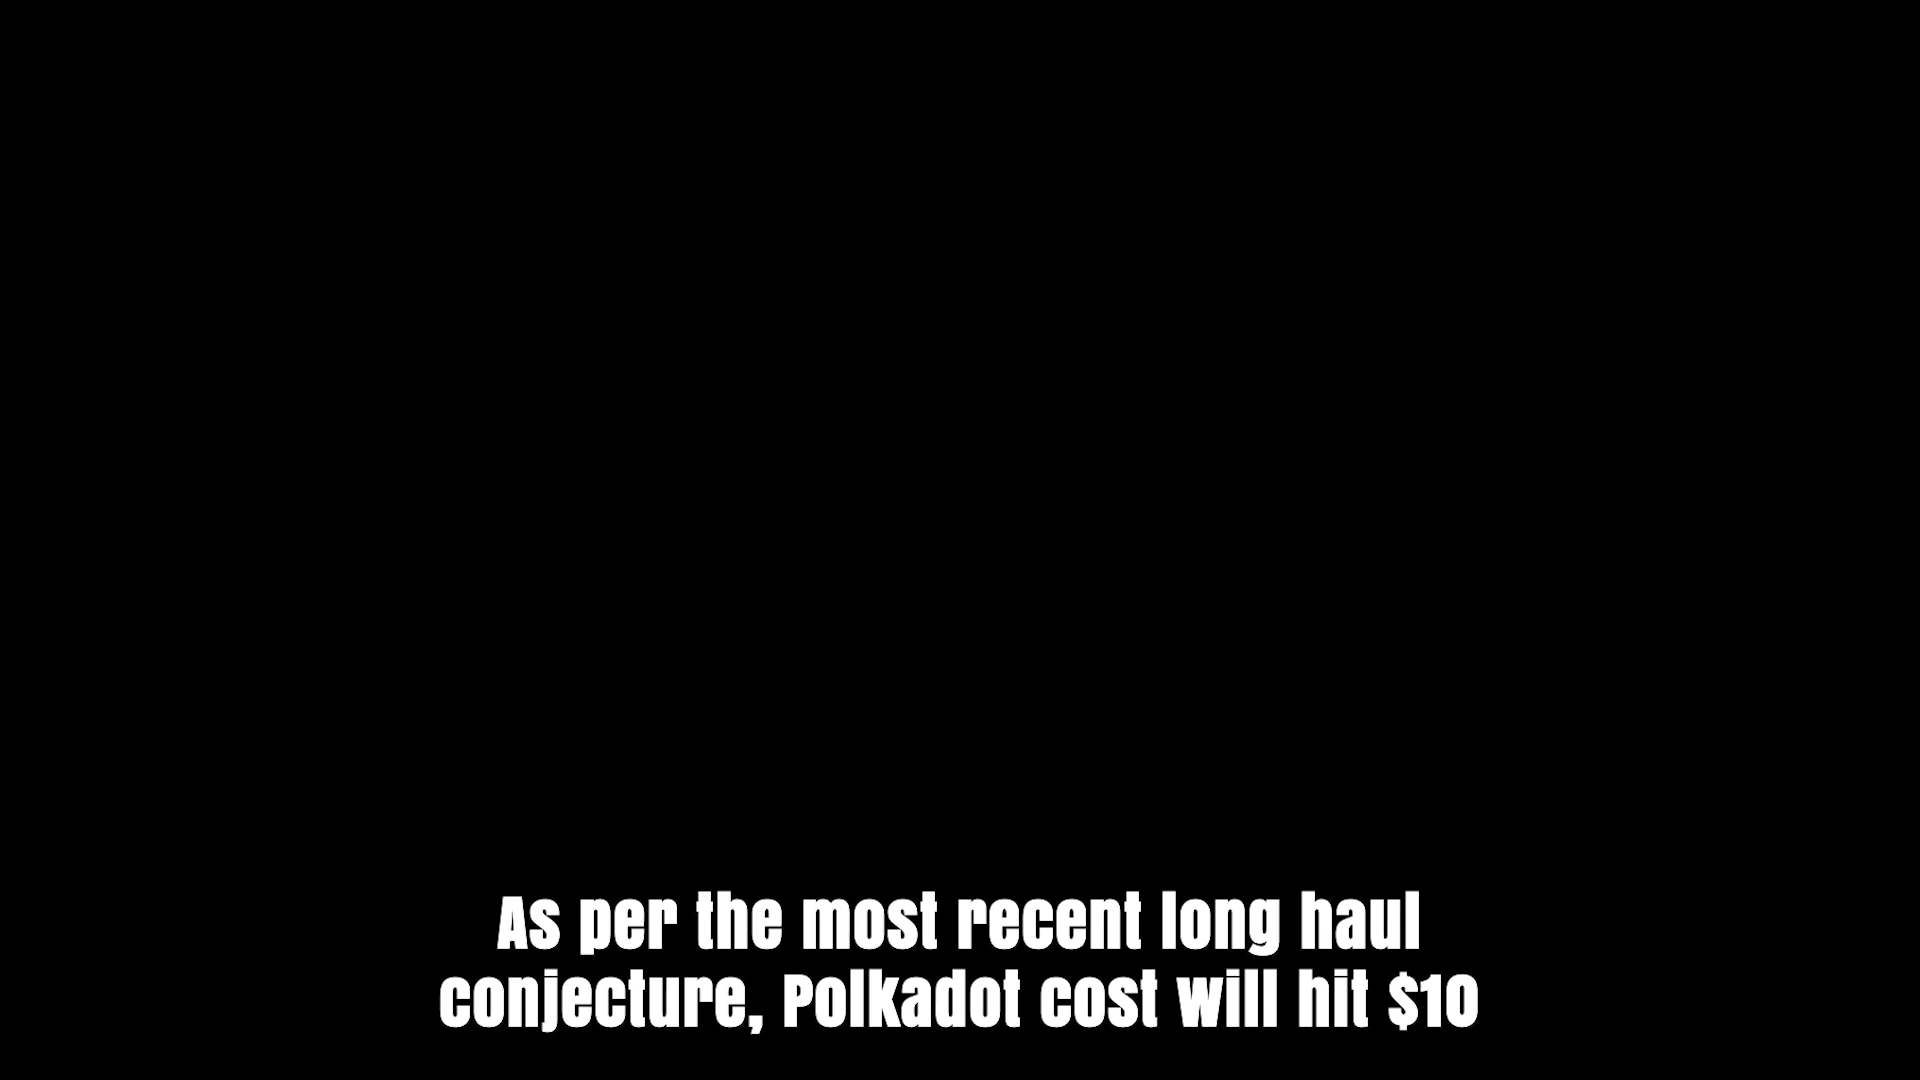 As per the most recent long haul
conjecture, Polkadot cost will hit $10